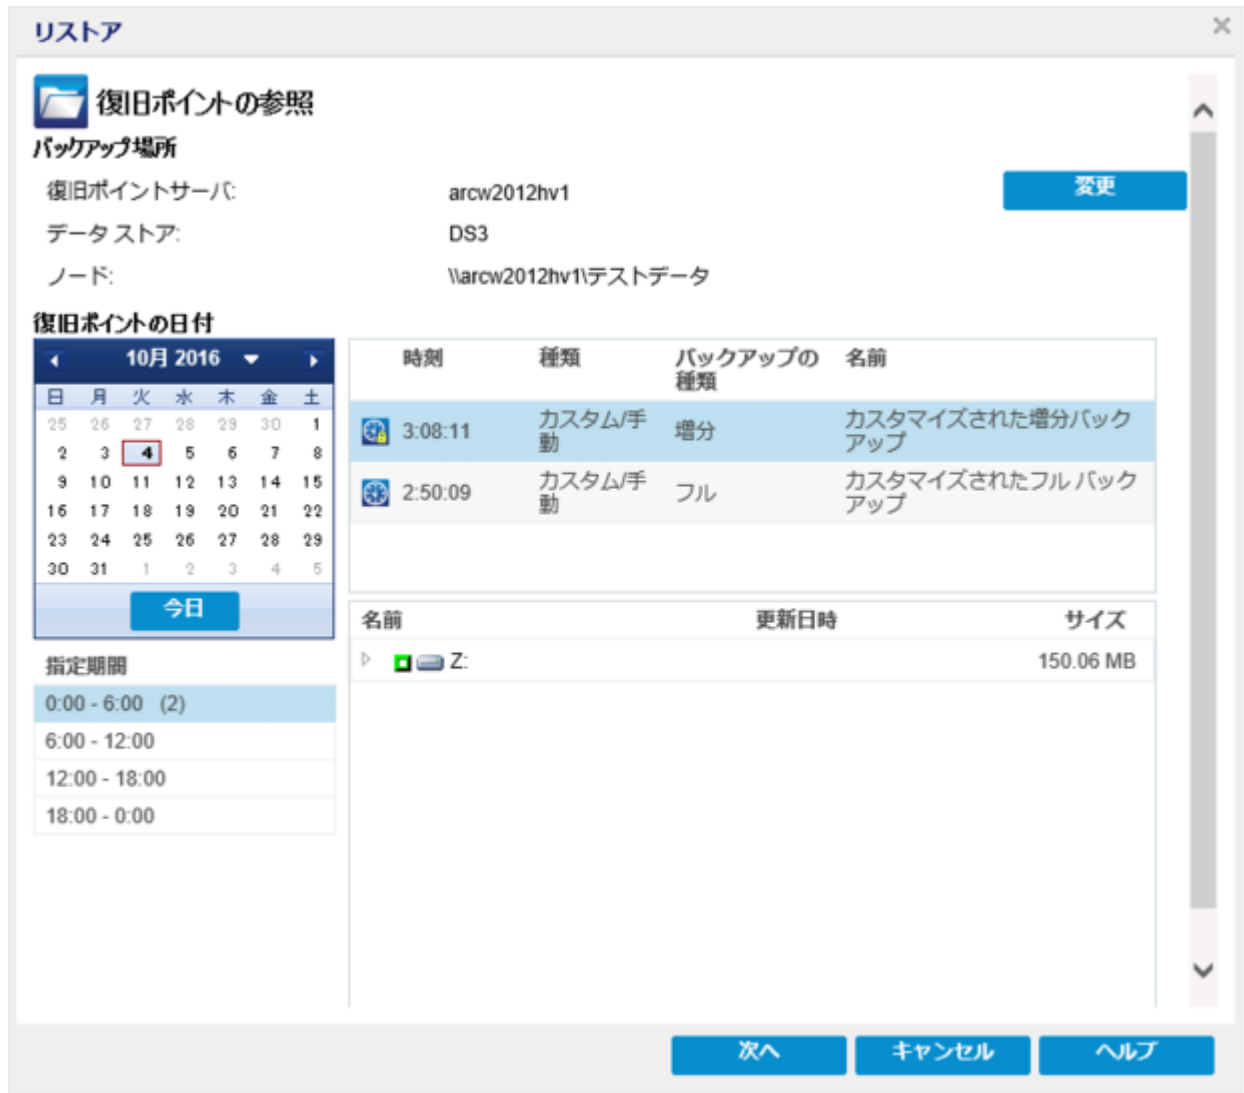 リストア
復旧ポイントの参照
バックアップ場所
復旧ポイントサーバ: arcw2012hv1 変更
データ ストア: DS3
ノード: \\arcw2012hv1\テストデータ
復旧ポイントの日付
10月 2016
日 月 火 水 木 金 土
25 26 27 28 29 30 1
2 3 4 5 6 7 8
9 10 11 12 13 14 15
16 17 18 19 20 21 22
23 24 25 26 27 28 29
30 31 1 2 3 4 5
今日
指定期間
0:00 - 6:00 (2)
6:00 - 12:00
12:00 - 18:00
18:00 - 0:00
時刻 種類 バックアップの 名前
種類
3:08:11 カスタム/手 増分 カスタマイズされた増分バック
動 アップ
2:50:09 カスタム/手 フル カスタマイズされたフル バック
動 アップ
名前 更新日時 サイズ
Z: 150.06 MB
次へ キャンセル ヘルプ